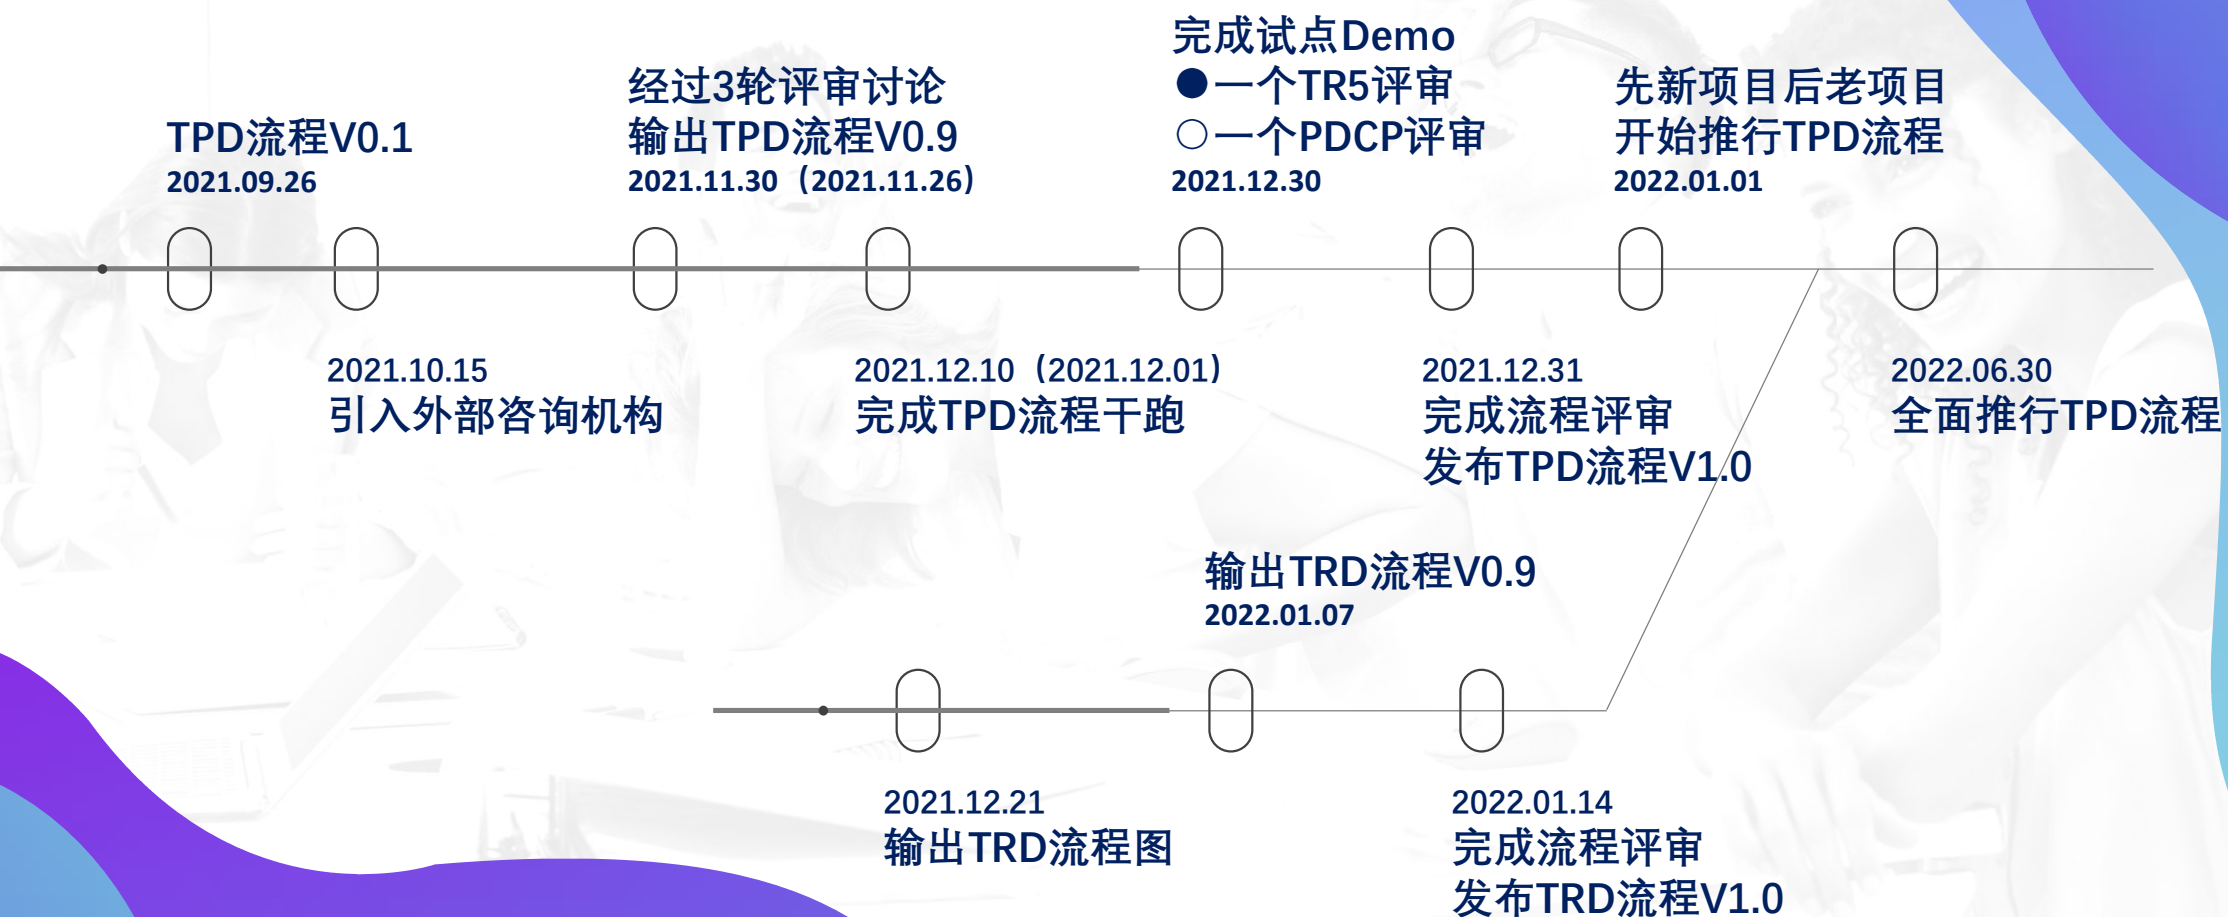 TPD流程V0.1
2021.09.26
经过3轮评审讨论
输出TPD流程V0.9
2021.11.30（2021.11.26）
完成试点Demo
●一个TR5评审
○一个PDCP评审
2021.12.30
先新项目后老项目
开始推行TPD流程
2022.01.01
2021.10.15
引入外部咨询机构
2021.12.10（2021.12.01）
完成TPD流程干跑
2021.12.31
完成流程评审
发布TPD流程V1.0
2022.06.30
全面推行TPD流程
输出TRD流程V0.9
2022.01.07
2021.12.21
输出TRD流程图
2022.01.14
完成流程评审
发布TRD流程V1.0